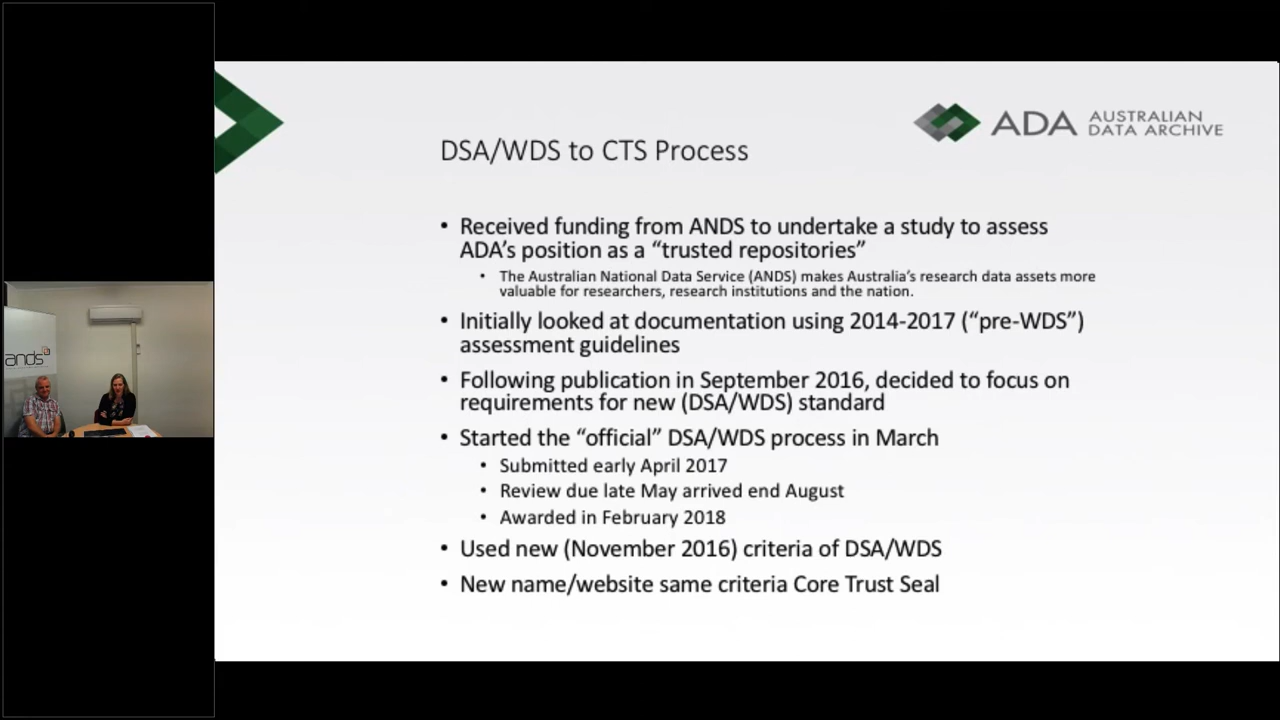 ADA AUSTRALIAN
DATA ARCHIVE
DSA/WDS to CTS Process
• Received funding from ANDS to undertake a study to assess
ADA's position as a “trusted repositories”
• The Australian National Data Service (ANDS) makes Australia's research data assets more
valuable for researchers, research institutions and the nation.
• Initially looked at documentation using 2014-2017 (“pre-WDS”)
assessment guidelines
• Following publication in September 2016, decided to focus on
requirements for new (DSA/WDS) standard
• Started the “official” DSA/WDS process in March
• Submitted early April 2017
• Review due late May arrived end August
• Awarded in February 2018
• Used new (November 2016) criteria of DSA/WDS
• New name/website same criteria Core Trust Seal
ands